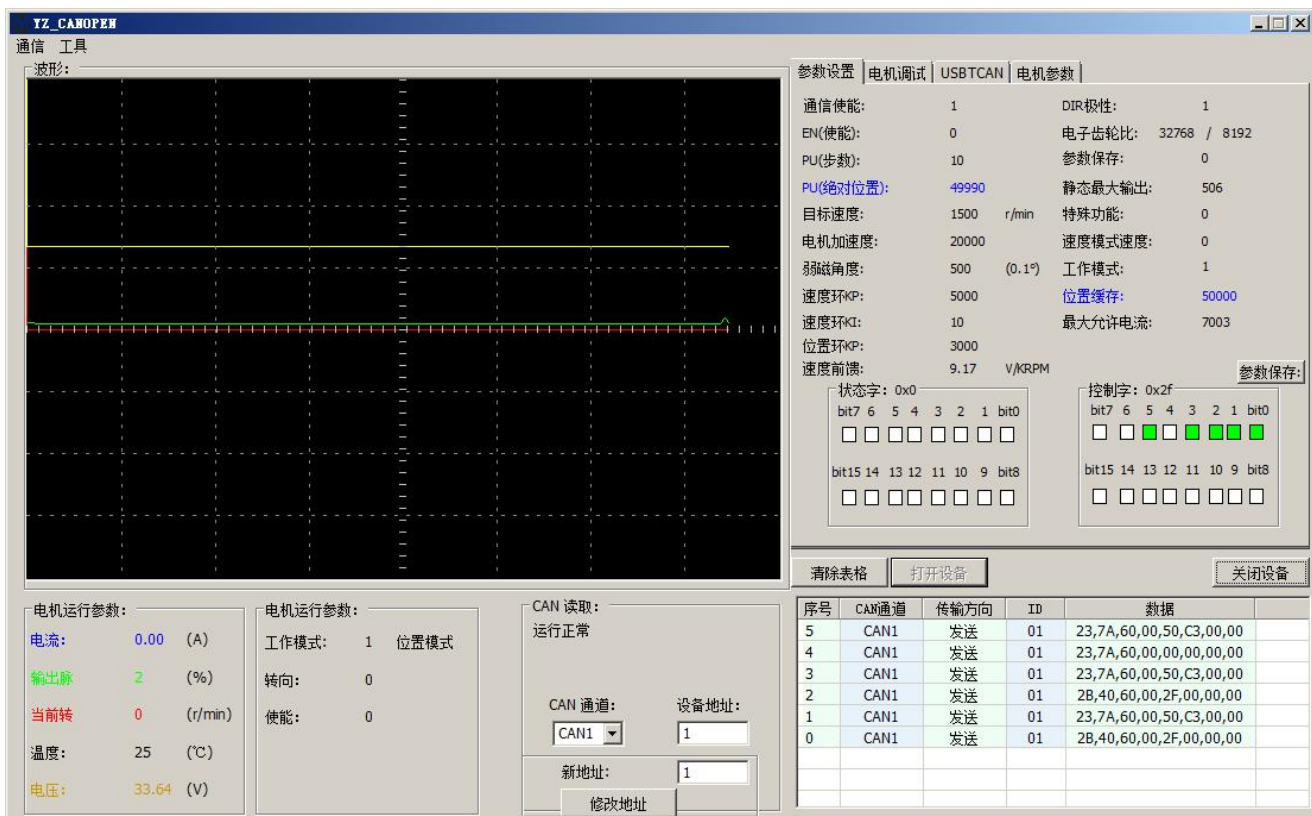 YZ_CANOPEN
通信 工具
波形:
参数设置 电机调试 USBTCAN 电机参数
通信使能: 1 DIR极性: 1
EN(使能): 0 电子齿轮比: 32768 / 8192
PU(步数): 10 参数保存: 0
PU(绝对位置): 49990 静态最大输出: 506
目标速度: 1500 r/min 特殊功能: 0
电机加速度: 20000 速度模式速度: 0
弱磁角度: 500 (0.1°) 工作模式: 1
速度环KP: 5000 位置缓存: 50000
速度环KI: 10 最大允许电流: 7003
位置环KP: 3000
速度前馈: 9.17 V/KRPM 参数保存:
状态字: 0x0 控制字: 0x2f
bit7 6 5 4 3 2 1 bit0 bit7 6 5 4 3 2 1 bit0
bit15 14 13 12 11 10 9 bit8 bit15 14 13 12 11 10 9 bit8
清除表格 打开设备 关闭设备
电机运行参数:
电流: 0.00 (A)
输出脉 2 (%)
当前转 0 (r/min)
温度: 25 (℃)
电压: 33.64 (V)
电机运行参数:
工作模式: 1 位置模式
转向: 0
使能: 0
CAN 读取:
运行正常
CAN 通道: 设备地址:
CAN1 1
新地址: 1
修改地址
序号 CAN通道 传输方向 ID 数据
5 CAN1 发送 01 23,7A,60,00,50,C3,00,00
4 CAN1 发送 01 23,7A,60,00,00,00,00,00
3 CAN1 发送 01 23,7A,60,00,50,C3,00,00
2 CAN1 发送 01 2B,40,60,00,2F,00,00,00
1 CAN1 发送 01 23,7A,60,00,50,C3,00,00
0 CAN1 发送 01 2B,40,60,00,2F,00,00,00